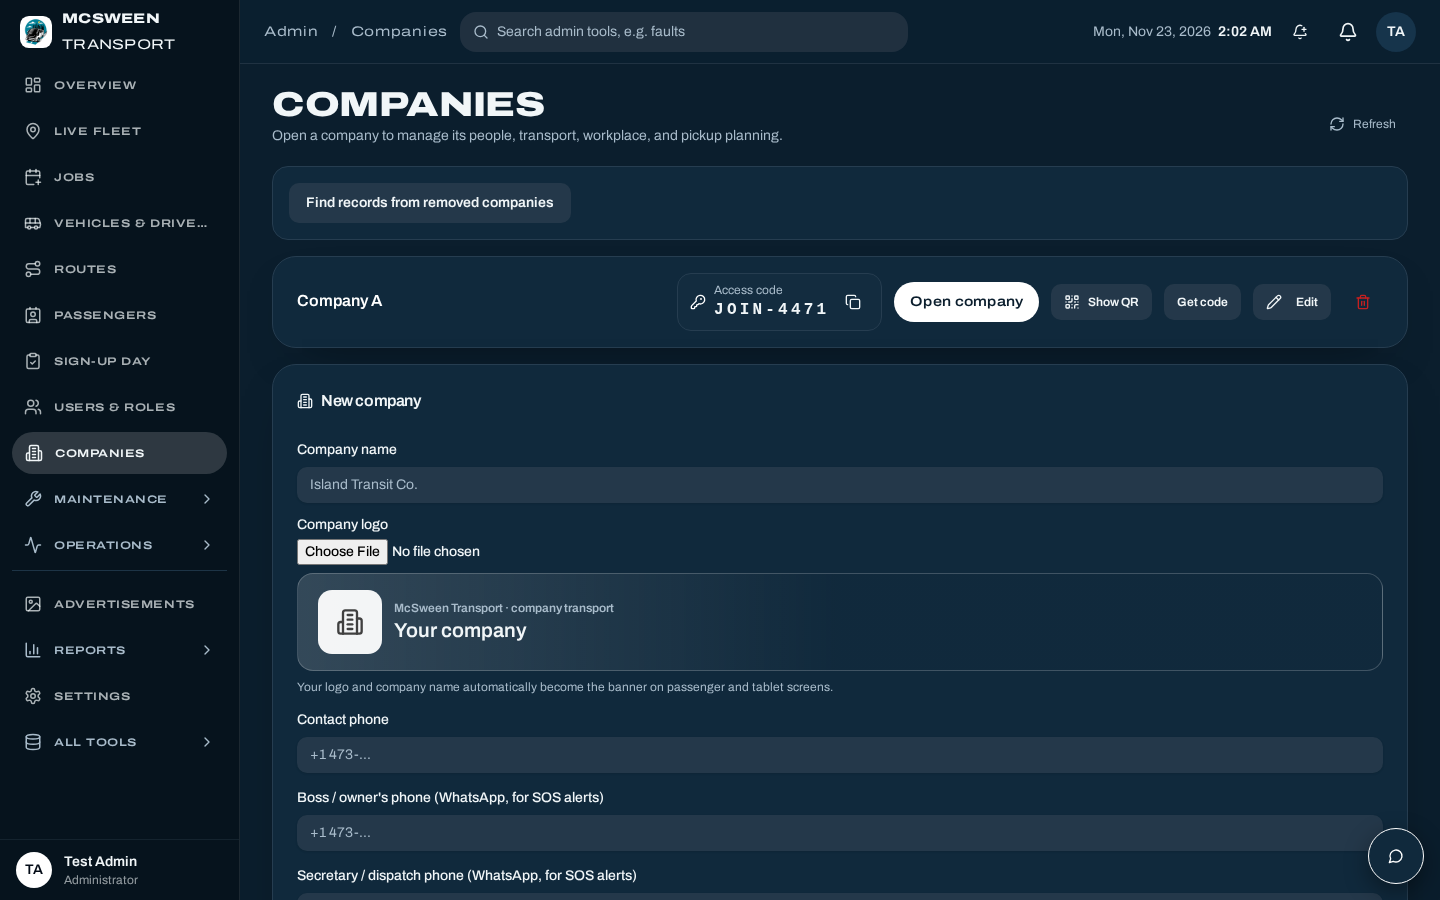 MCSWEEN
TRANSPORT
OVERVIEW
LIVE FLEET
JOBS
VEHICLES & DRIVE...
ROUTES
PASSENGERS
SIGN-UP DAY
USERS & ROLES
COMPANIES
MAINTENANCE
OPERATIONS
ADVERTISEMENTS
REPORTS
SETTINGS
ALL TOOLS
TA
Test Admin
Administrator
Admin / Companies
Search admin tools, e.g. faults
Mon, Nov 23, 2026 2:02 AM
TA
COMPANIES
Open a company to manage its people, transport, workplace, and pickup planning.
Refresh
Find records from removed companies
Company A
Access code
JOIN-4471
Open company
Show QR
Get code
Edit
New company
Company name
Island Transit Co.
Company logo
Choose File No file chosen
McSween Transport · company transport
Your company
Your logo and company name automatically become the banner on passenger and tablet screens.
Contact phone
+1 473-...
Boss / owner's phone (WhatsApp, for SOS alerts)
+1 473-...
Secretary / dispatch phone (WhatsApp, for SOS alerts)